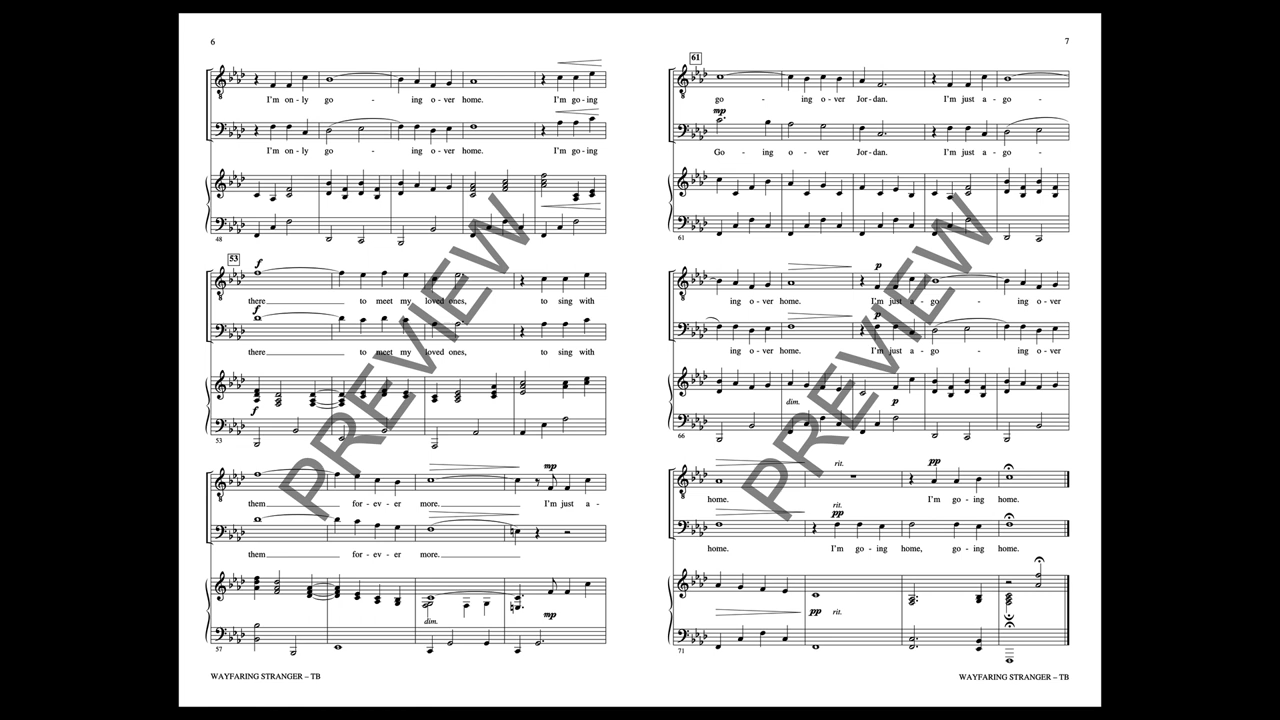 6
I'm on - ly go - ing o - ver home. I'm go - ing
I'm on - ly go - ing o - ver home. I'm go - ing
48
53
f
there to meet my loved ones, to sing with
f
there to meet my loved ones, to sing with
f
53
mp
them for - ev - er more. I'm just a -
them for - ev - er more.
dim.
mp
57
WAYFARING STRANGER – TB
PREVIEW
7
61
go - ing o - ver Jor - dan. I'm just a - go -
mp
Go - ing o - ver Jor - dan. I'm just a - go -
61
p
ing o - ver home. I'm just a - go - ing o - ver
p
ing o - ver home. I'm just a - go - ing o - ver
dim.
p
66
rit.
pp
home. I'm go - ing home.
rit.
pp
home. I'm go - ing home, go - ing home.
pp rit.
71
WAYFARING STRANGER – TB
PREVIEW